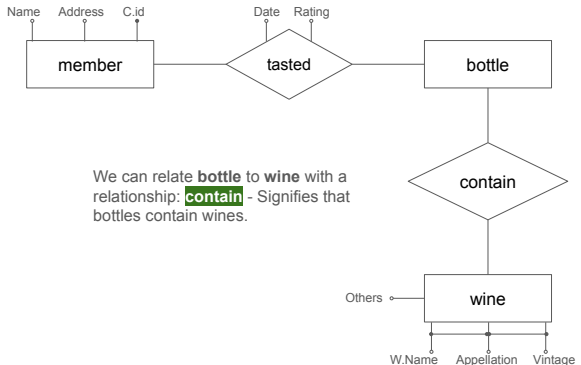 Name Address C.id Date Rating
member tasted bottle
We can relate bottle to wine with a
relationship: contain - Signifies that
bottles contain wines.
contain
Others wine
W.Name Appellation Vintage